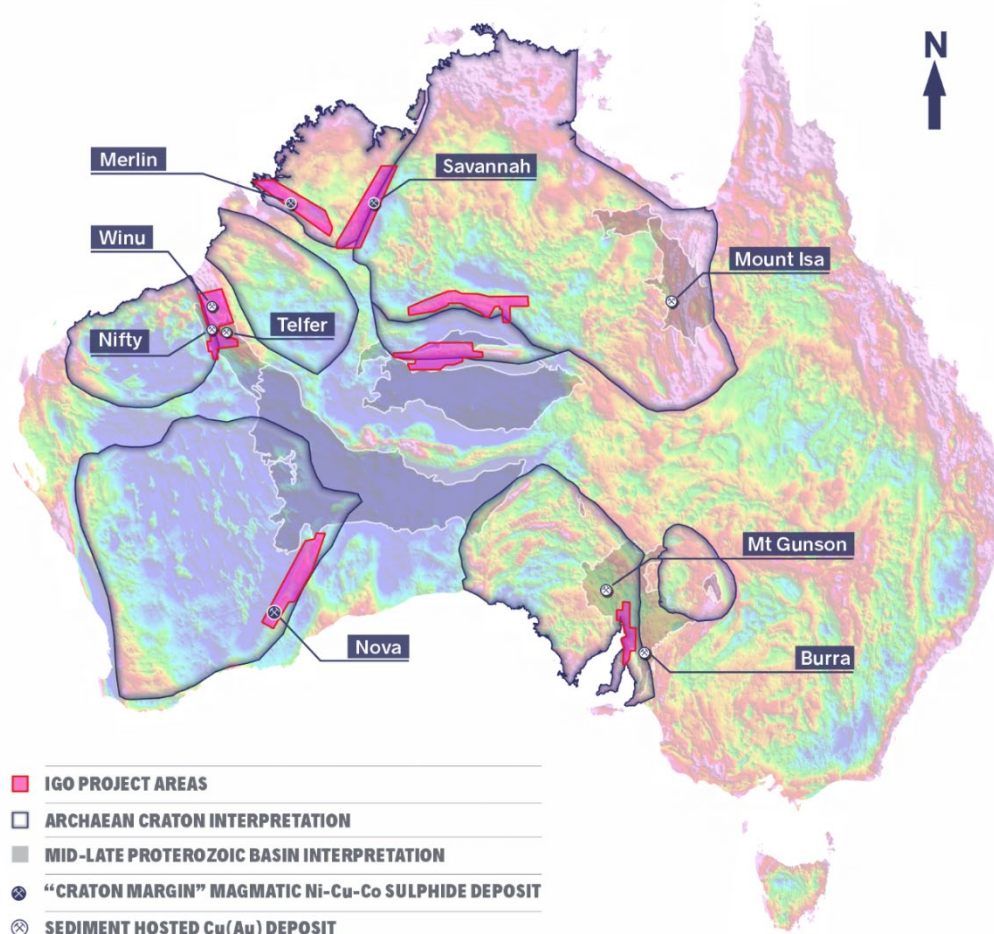 N
Merlin
Savannah
Winu
Mount Isa
Nifty
Telfer
Mt Gunson
Nova
Burra
IGO PROJECT AREAS
ARCHAEAN CRATON INTERPRETATION
MID-LATE PROTEROZOIC BASIN INTERPRETATION
“CRATON MARGIN” MAGMATIC Ni-Cu-Co SULPHIDE DEPOSIT
SEDIMENT HOSTED Cu(Au) DEPOSIT